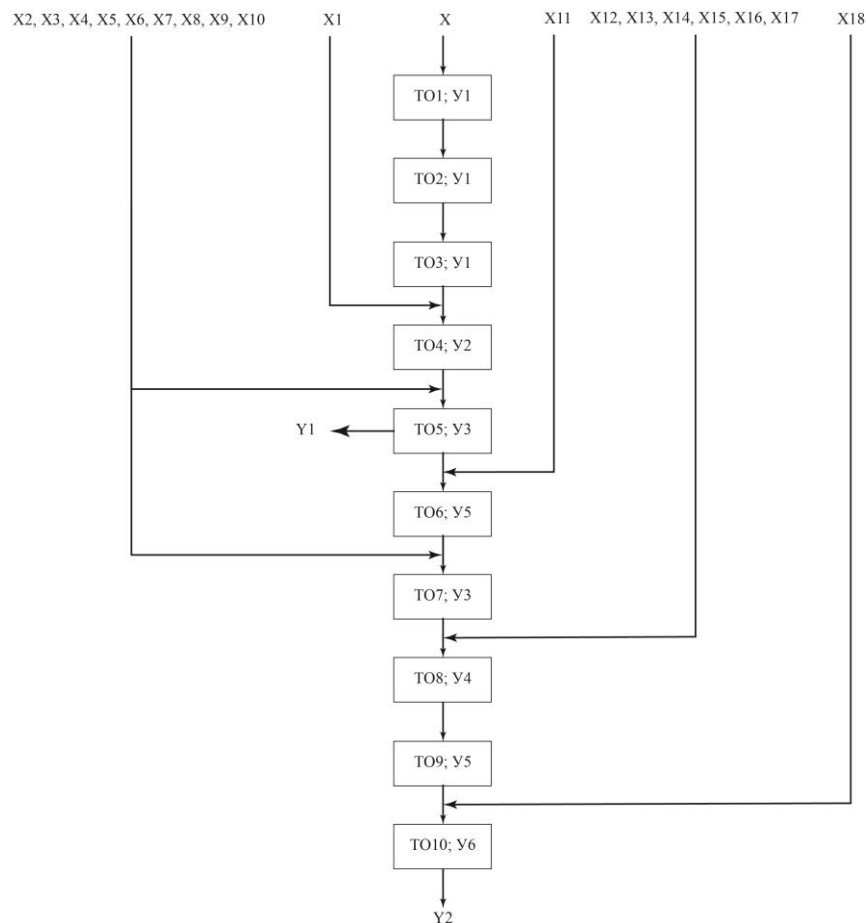 X2, X3, X4, X5, X6, X7, X8, X9, X10 X1 X X11 X12, X13, X14, X15, X16, X17 X18
ТО1; У1
ТО2; У1
ТО3; У1
ТО4; У2
Y1 ТО5; У3
ТО6; У5
ТО7; У3
ТО8; У4
ТО9; У5
ТО10; У6
Y2